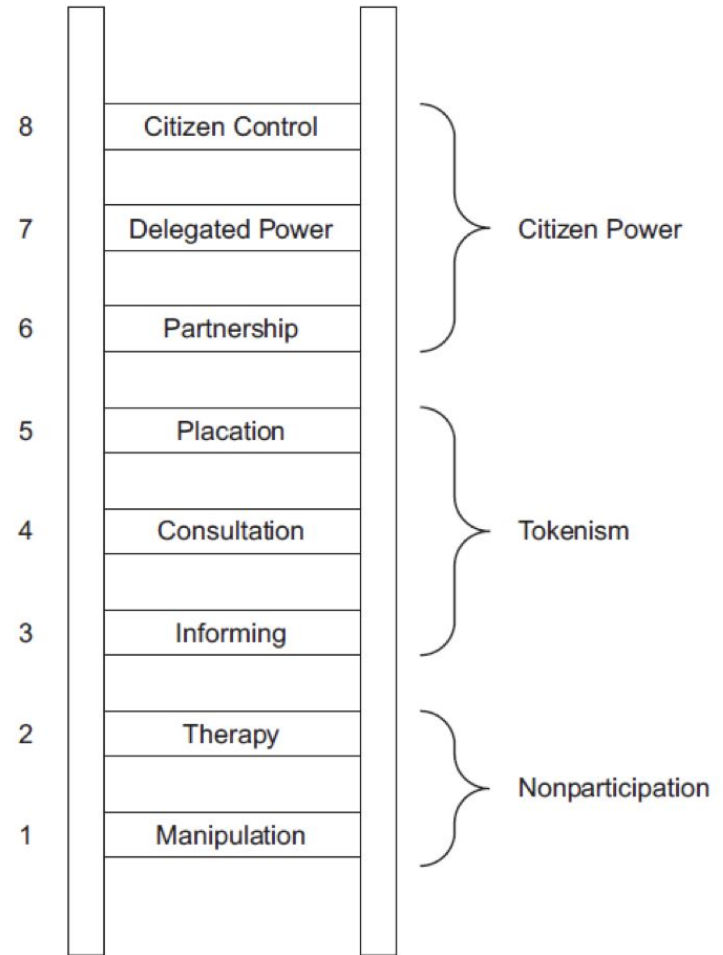 8 Citizen Control
7 Delegated Power Citizen Power
6 Partnership
5 Placation
4 Consultation Tokenism
3 Informing
2 Therapy
Nonparticipation
1 Manipulation